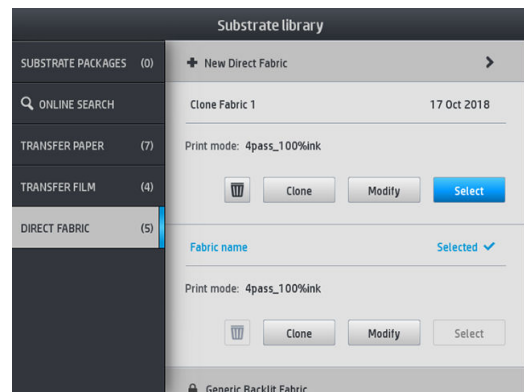 Substrate library
SUBSTRATE PACKAGES (0)
ONLINE SEARCH
TRANSFER PAPER (7)
TRANSFER FILM (4)
DIRECT FABRIC (5)
New Direct Fabric
Clone Fabric 1 17 Oct 2018
Print mode: 4pass_100%ink
Clone Modify Select
Fabric name Selected
Print mode: 4pass_100%ink
Clone Modify Select
Generic Backlit Fabric